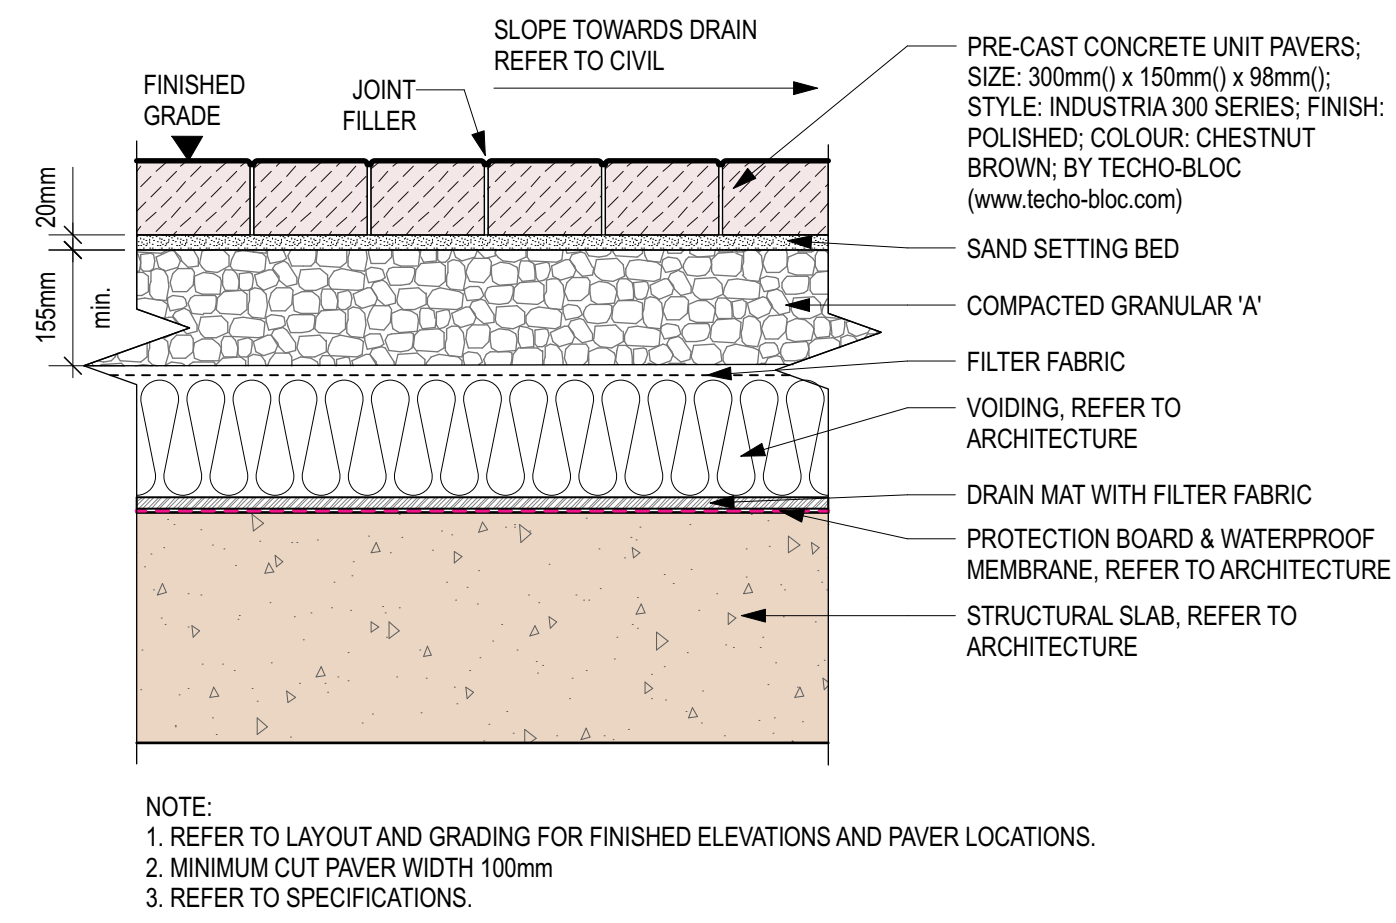 SLOPE TOWARDS DRAIN
REFER TO CIVIL
FINISHED
GRADE
JOINT
FILLER
PRE-CAST CONCRETE UNIT PAVERS;
SIZE: 300mm() x 150mm() x 98mm();
STYLE: INDUSTRIA 300 SERIES; FINISH:
POLISHED; COLOUR: CHESTNUT
BROWN; BY TECHO-BLOC
(www.techo-bloc.com)
20mm
155mm
min.
SAND SETTING BED
COMPACTED GRANULAR 'A'
FILTER FABRIC
VOIDING, REFER TO
ARCHITECTURE
DRAIN MAT WITH FILTER FABRIC
PROTECTION BOARD & WATERPROOF
MEMBRANE, REFER TO ARCHITECTURE
STRUCTURAL SLAB, REFER TO
ARCHITECTURE
NOTE:
1. REFER TO LAYOUT AND GRADING FOR FINISHED ELEVATIONS AND PAVER LOCATIONS.
2. MINIMUM CUT PAVER WIDTH 100mm
3. REFER TO SPECIFICATIONS.